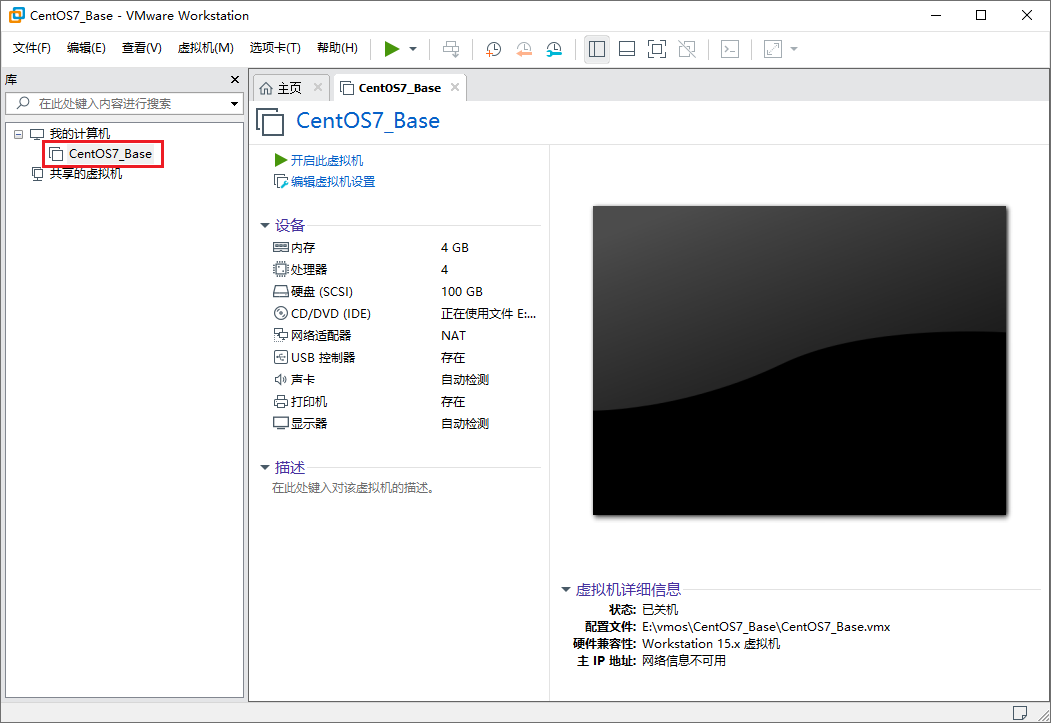 CentOS7_Base - VMware Workstation
文件(F) 编辑(E) 查看(V) 虚拟机(M) 选项卡(T) 帮助(H)
库
在此处键入内容进行搜索
我的计算机
CentOS7_Base
共享的虚拟机
主页 CentOS7_Base
CentOS7_Base
开启此虚拟机
编辑虚拟机设置
设备
内存 4 GB
处理器 4
硬盘 (SCSI) 100 GB
CD/DVD (IDE) 正在使用文件 E:...
网络适配器 NAT
USB 控制器 存在
声卡 自动检测
打印机 存在
显示器 自动检测
描述
在此处键入对该虚拟机的描述。
虚拟机详细信息
状态: 已关机
配置文件: E:\vmos\CentOS7_Base\CentOS7_Base.vmx
硬件兼容性: Workstation 15.x 虚拟机
主 IP 地址: 网络信息不可用